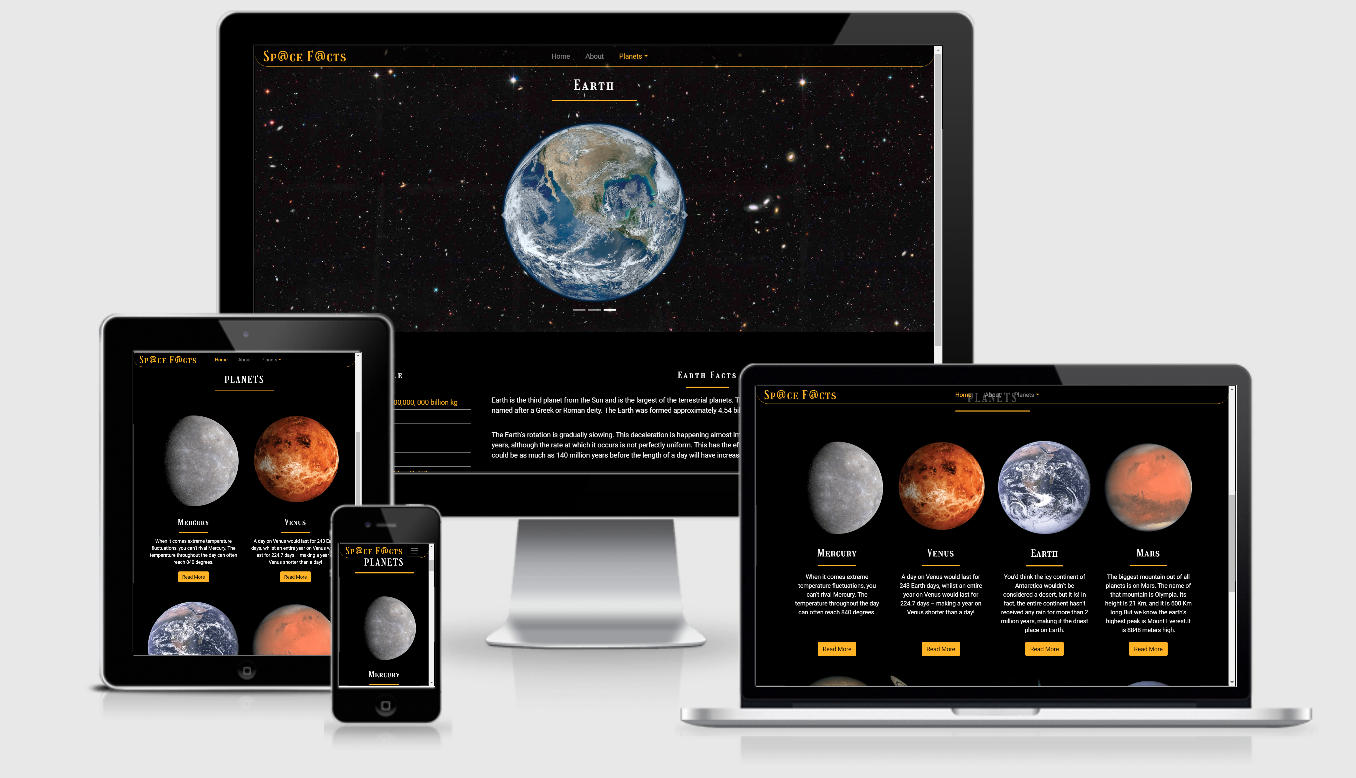 Sp@ce F@cts
Home About Planets
Earth
LE
00,000, 000 billion kg
Earth Facts
Earth is the third planet from the Sun and is the largest of the terrestrial planets. T
named after a Greek or Roman deity. The Earth was formed approximately 4.54 bil
The Earth's rotation is gradually slowing. This deceleration is happening almost im
years, although the rate at which it occurs is not perfectly uniform. This has the ef
could be as much as 140 million years before the length of a day will have increas
Sp@ce F@cts
Home About Planets
PLANETS
Mercury
When it comes extreme temperature
fluctuations, you can't rival Mercury. The
temperature throughout the day can often
reach 840 degrees.
Read More
Venus
A day on Venus would last for 243 Ea
days, whilst an entire year on Venus w
last for 224.7 days – making a year
Venus shorter than a day!
Read More
Sp@ce F@cts
PLANETS
Mercury
Sp@ce F@cts
Home About Planets
PLANETS
Mercury
When it comes extreme
temperature fluctuations, you
can't rival Mercury. The
temperature throughout the day
can often reach 840 degrees.
Read More
Venus
A day on Venus would last for
243 Earth days, whilst an entire
year on Venus would last for
224.7 days – making a year on
Venus shorter than a day!
Read More
Earth
You'd think the icy continent of
Antarctica wouldn't be
considered a desert, but it is! In
fact, the entire continent hasn't
received any rain for more than 2
million years, making it the driest
place on Earth.
Read More
Mars
The biggest mountain out of all
planets is on Mars. The name of
that mountain is Olympia. Its
height is 21 Km, and it is 600 Km
long.But we know the earth's
highest peak is Mount Everest.It
is 8848 meters high.
Read More